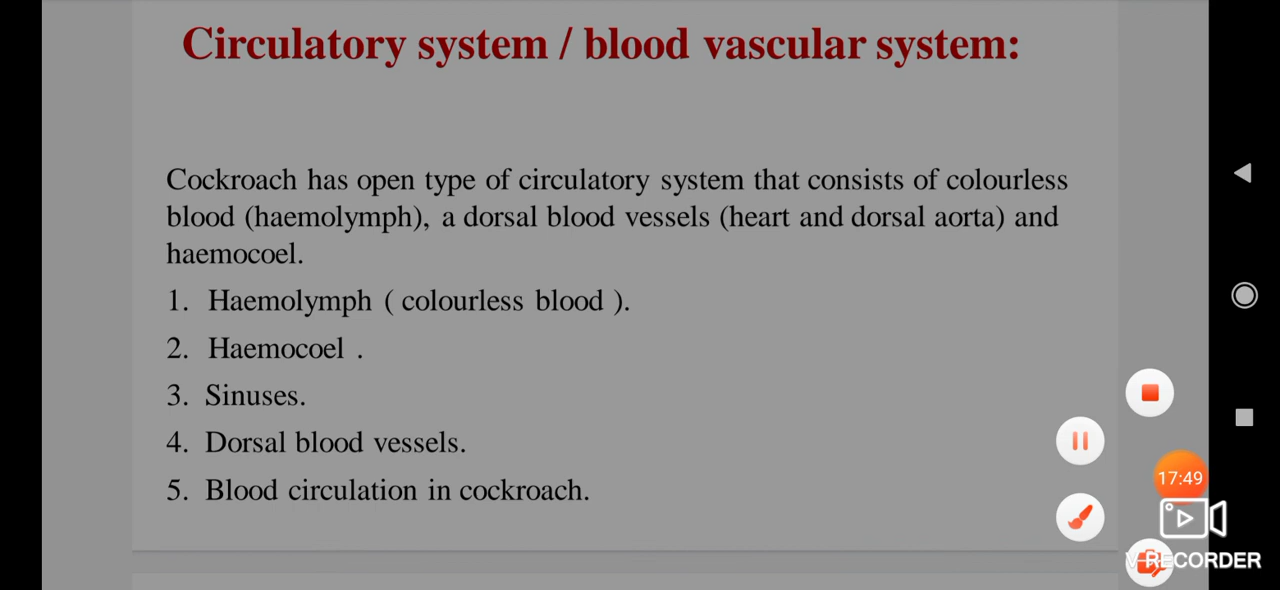 Circulatory system / blood vascular system:
Cockroach has open type of circulatory system that consists of colourless
blood (haemolymph), a dorsal blood vessels (heart and dorsal aorta) and
haemocoel.
1. Haemolymph ( colourless blood ).
2. Haemocoel .
3. Sinuses.
4. Dorsal blood vessels.
5. Blood circulation in cockroach.
17:49
V RECORDER